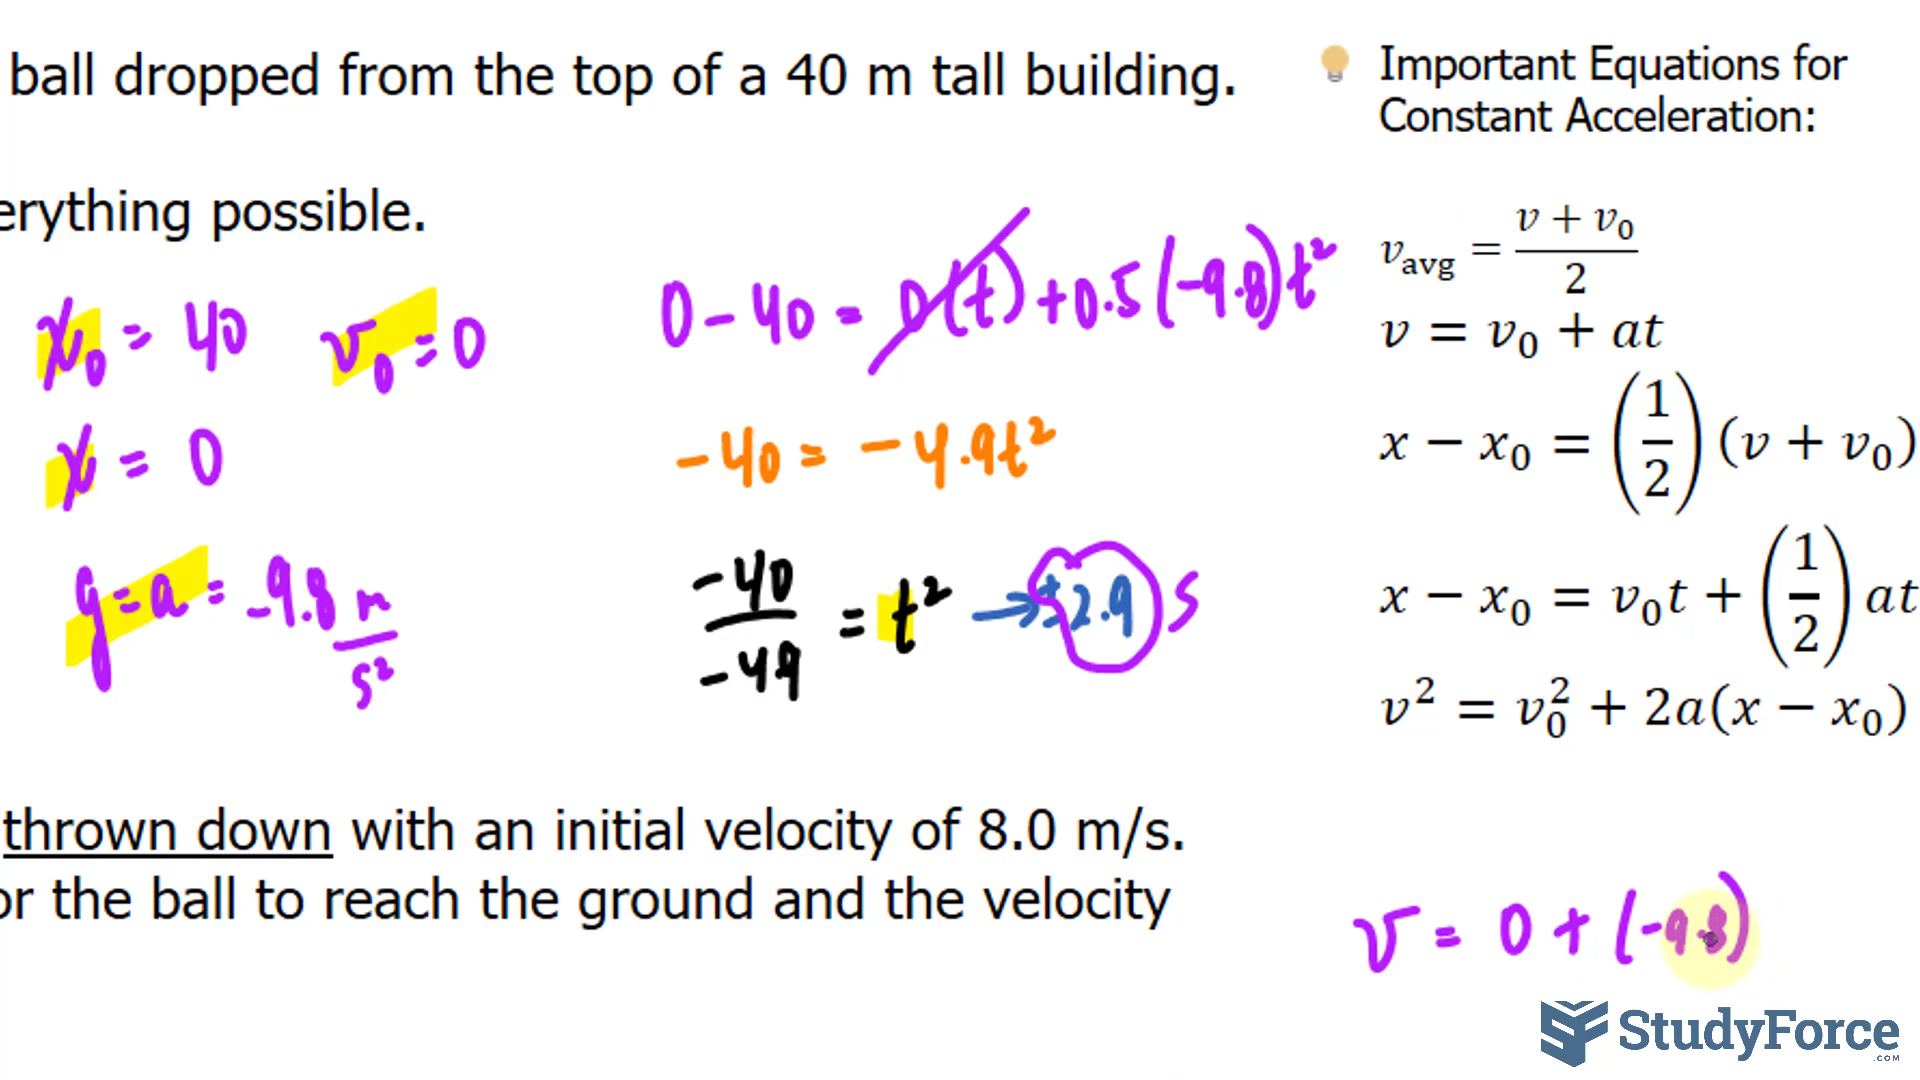 ball dropped from the top of a 40 m tall building.
erything possible.
x₀ = 40 v₀ = 0
x = 0
g = a = -9.8 m/s²
0 - 40 = 0(t) + 0.5(-9.8)t²
-40 = -4.9t²
-40/-49 = t² → ±2.9 s
thrown down with an initial velocity of 8.0 m/s.
or the ball to reach the ground and the velocity
Important Equations for
Constant Acceleration:
v_avg = (v + v₀)/2
v = v₀ + at
x − x₀ = (1/2)(v + v₀)
x − x₀ = v₀t + (1/2)at
v² = v₀² + 2a(x − x₀)
v = 0 + (-9.8)
StudyForce
.COM